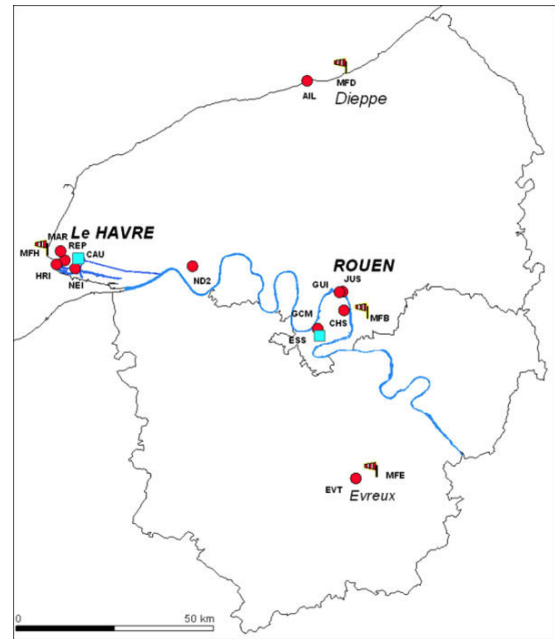 MFD
AIL
Dieppe
Le HAVRE
MAR
REP
MFH
CAU
HRI
NEI
ND2
ROUEN
GUI
JUS
GCM
CHS
MFB
ESS
MFE
EVT
Evreux
0 50 km